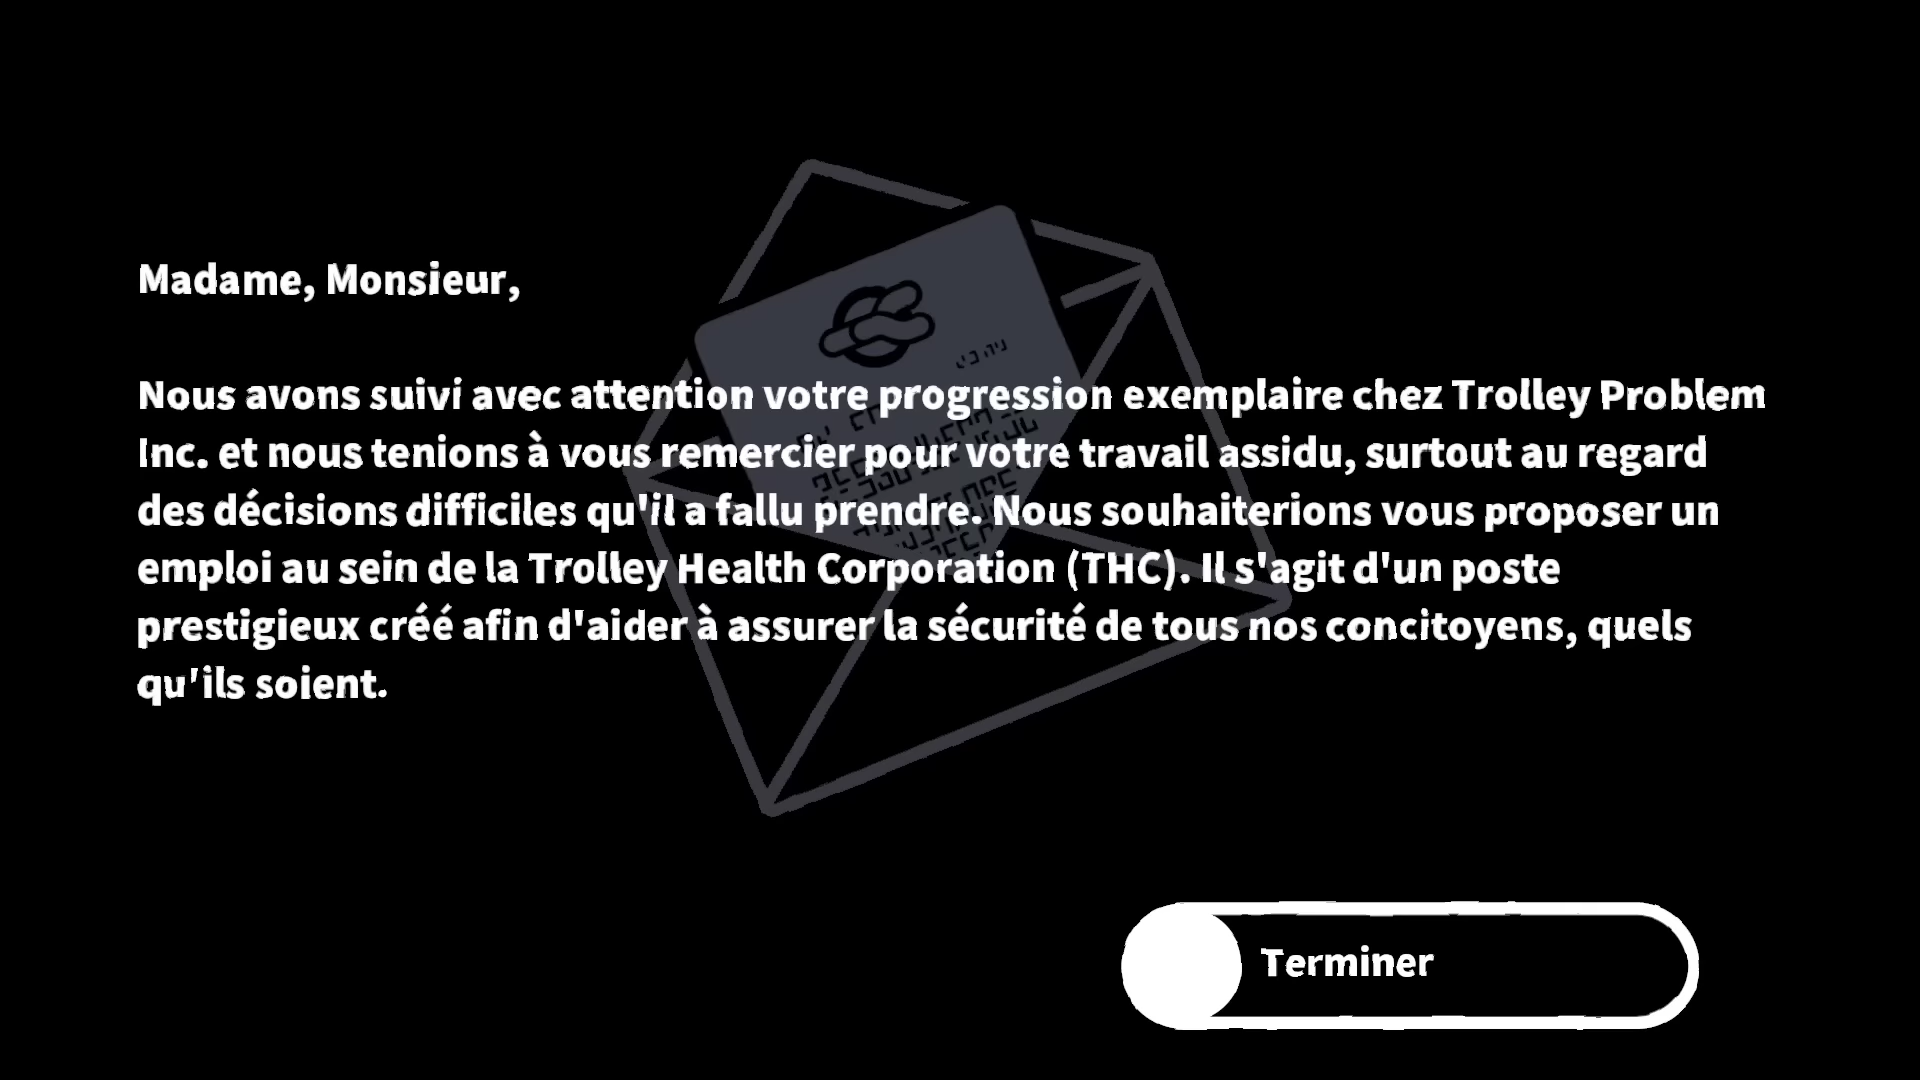 Madame, Monsieur,
Nous avons suivi avec attention votre progression exemplaire chez Trolley Problem
Inc. et nous tenions à vous remercier pour votre travail assidu, surtout au regard
des décisions difficiles qu'il a fallu prendre. Nous souhaiterions vous proposer un
emploi au sein de la Trolley Health Corporation (THC). Il s'agit d'un poste
prestigieux créé afin d'aider à assurer la sécurité de tous nos concitoyens, quels
qu'ils soient.
Terminer